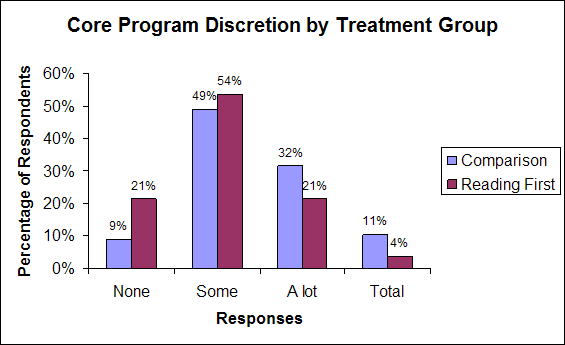 Core Program Discretion by Treatment Group
Percentage of Respondents
60%
50%
40%
30%
20%
10%
0%
9%
21%
49%
54%
32%
21%
11%
4%
None
Some
A lot
Total
Responses
Comparison
Reading First